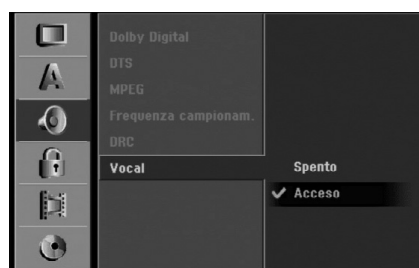 A
Dolby Digital
DTS
MPEG
Frequenza campionam.
DRC
Vocal
Spento
Acceso